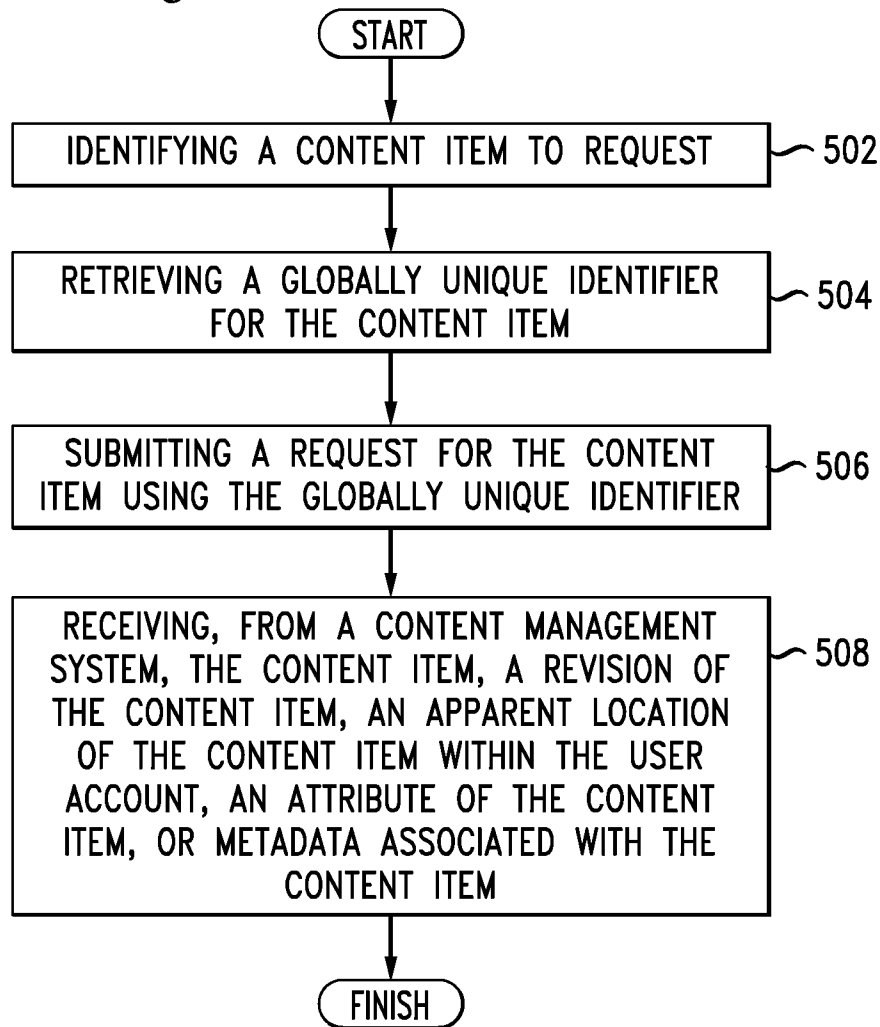 START
IDENTIFYING A CONTENT ITEM TO REQUEST
502
RETRIEVING A GLOBALLY UNIQUE IDENTIFIER
FOR THE CONTENT ITEM
504
SUBMITTING A REQUEST FOR THE CONTENT
ITEM USING THE GLOBALLY UNIQUE IDENTIFIER
506
RECEIVING, FROM A CONTENT MANAGEMENT
SYSTEM, THE CONTENT ITEM, A REVISION OF
THE CONTENT ITEM, AN APPARENT LOCATION
OF THE CONTENT ITEM WITHIN THE USER
ACCOUNT, AN ATTRIBUTE OF THE CONTENT
ITEM, OR METADATA ASSOCIATED WITH THE
CONTENT ITEM
508
FINISH